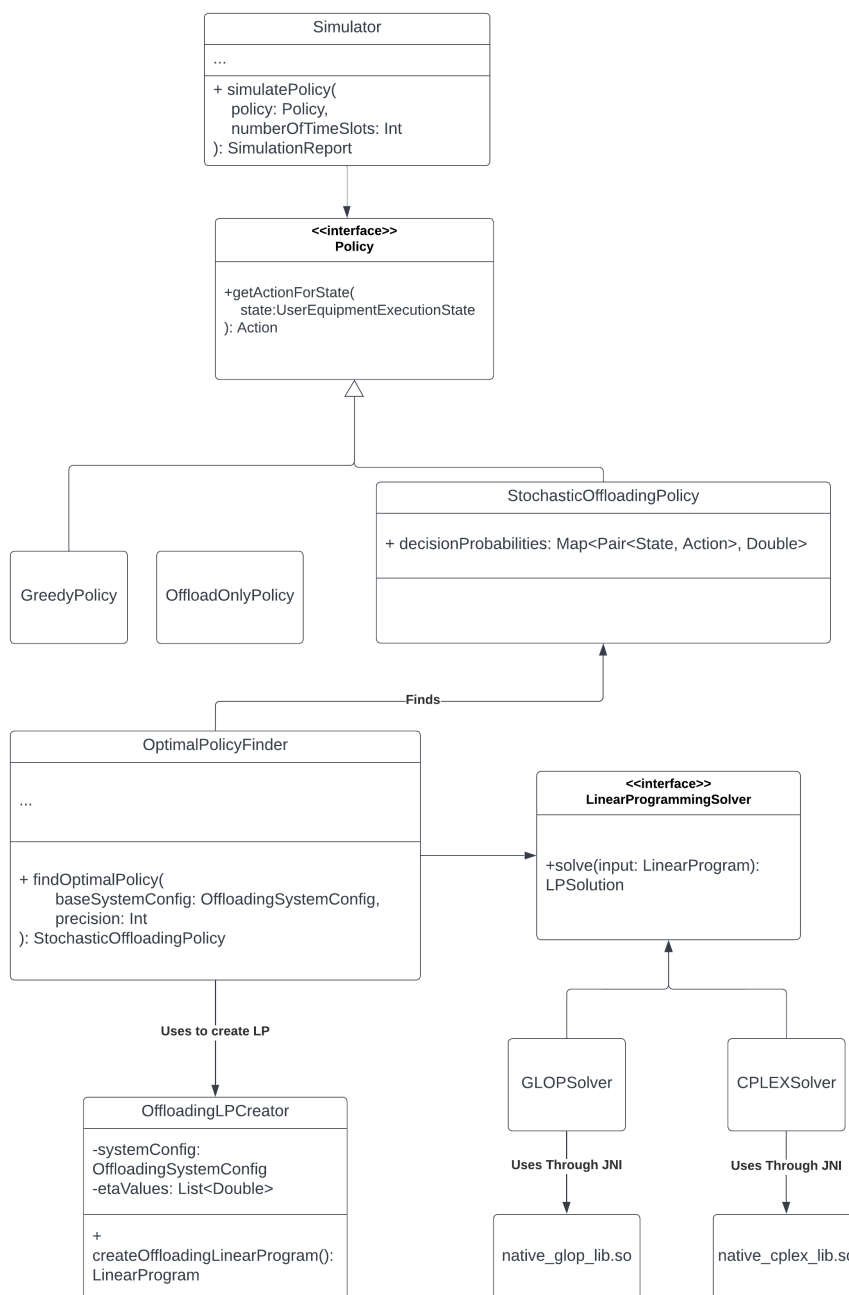 Simulator
...
+ simulatePolicy(
policy: Policy,
numberOfTimeSlots: Int
): SimulationReport
<<interface>>
Policy
+getActionForState(
state:UserEquipmentExecutionState
): Action
StochasticOffloadingPolicy
+ decisionProbabilities: Map<Pair<State, Action>, Double>
GreedyPolicy
OffloadOnlyPolicy
Finds
OptimalPolicyFinder
...
+ findOptimalPolicy(
baseSystemConfig: OffloadingSystemConfig,
precision: Int
): StochasticOffloadingPolicy
<<interface>>
LinearProgrammingSolver
+solve(input: LinearProgram):
LPSolution
Uses to create LP
GLOPSolver
CPLEXSolver
OffloadingLPCreator
-systemConfig:
OffloadingSystemConfig
-etaValues: List<Double>
+
createOffloadingLinearProgram():
LinearProgram
Uses Through JNI
Uses Through JNI
native_glop_lib.so
native_cplex_lib.so